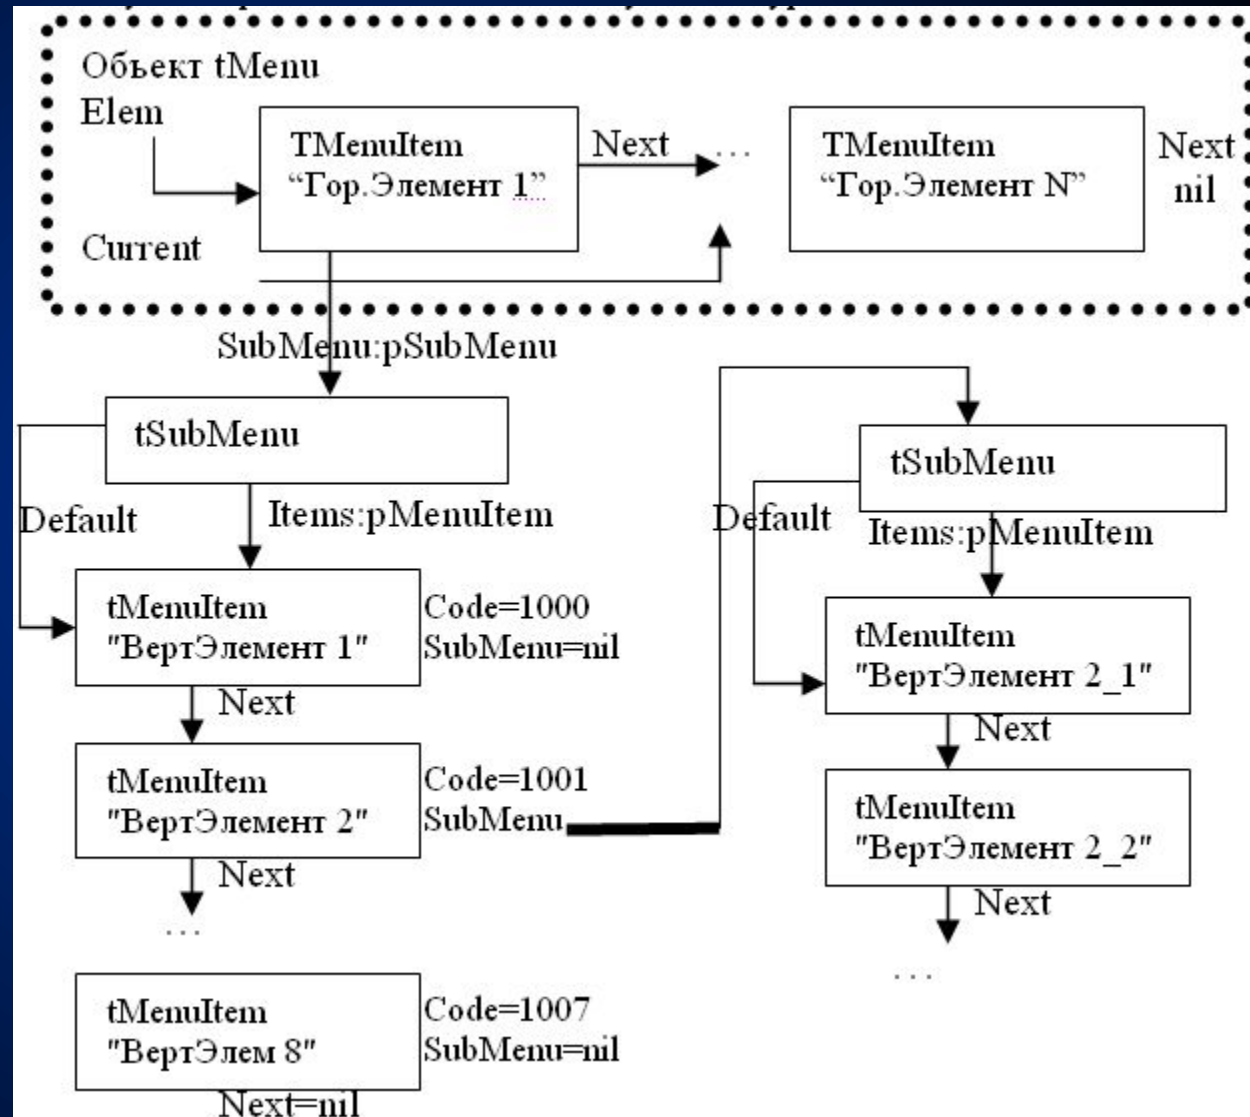 Объект tMenu
Elem
TMenuItem
“Гор.Элемент 1”
Next
...
TMenuItem
“Гор.Элемент N”
Next
nil
Current
SubMenu:pSubMenu
tSubMenu
Default
Items:pMenuItem
tMenuItem
"ВертЭлемент 1"
Code=1000
SubMenu=nil
Next
tMenuItem
"ВертЭлемент 2"
Code=1001
SubMenu
Next
...
tMenuItem
"ВертЭлем 8"
Code=1007
SubMenu=nil
Next=nil
tSubMenu
Default
Items:pMenuItem
tMenuItem
"ВертЭлемент 2_1"
Next
tMenuItem
"ВертЭлемент 2_2"
Next
...